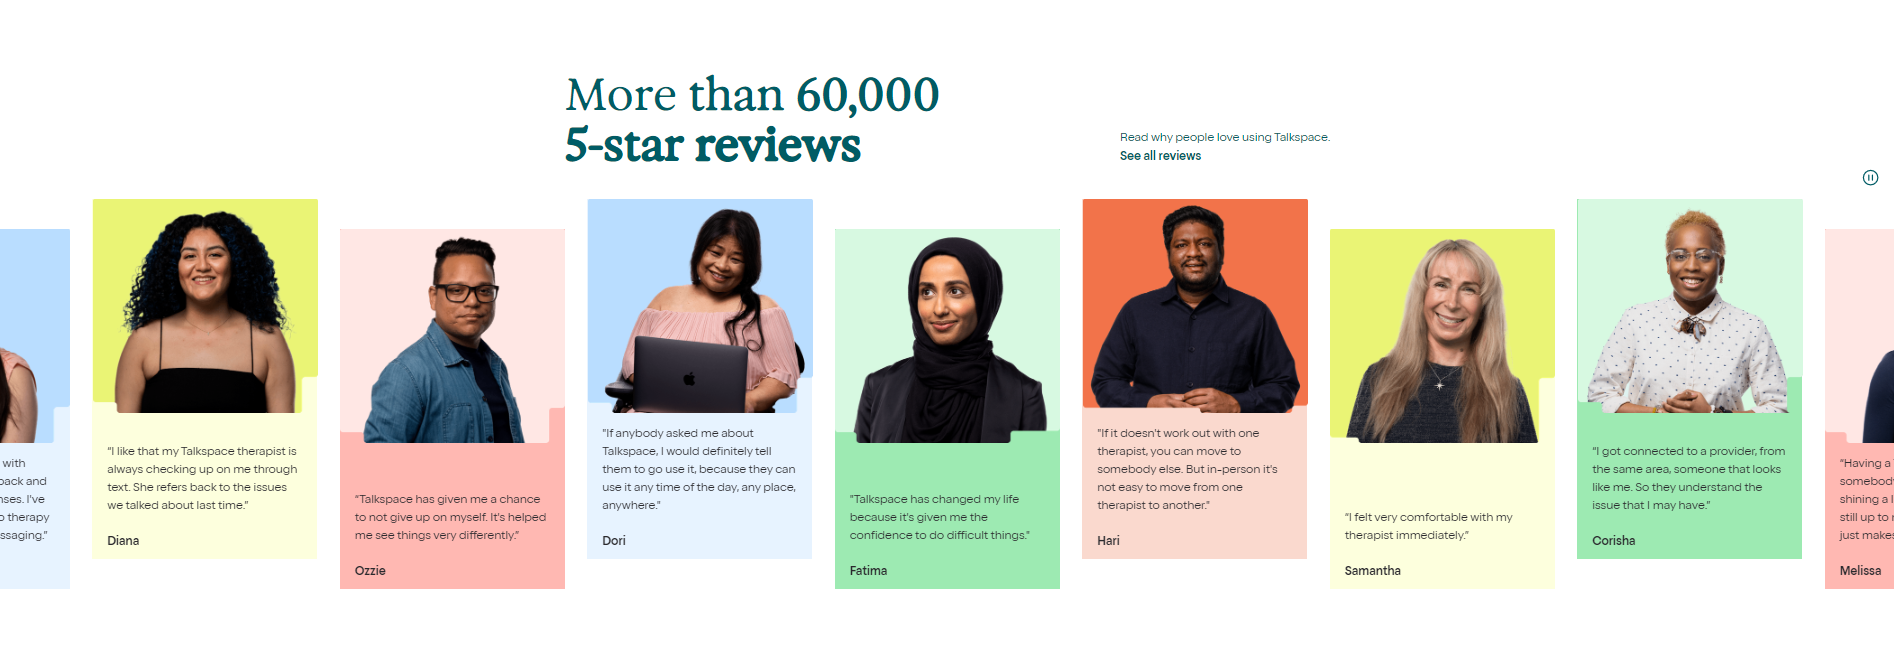 More than 60,000
5-star reviews
Read why people love using Talkspace.
See all reviews
with
back and
nses. I've
o therapy
ssaging."
"I like that my Talkspace therapist is
always checking up on me through
text. She refers back to the issues
we talked about last time."
Diana
"Talkspace has given me a chance
to not give up on myself. It's helped
me see things very differently."
Ozzie
"If anybody asked me about
Talkspace, I would definitely tell
them to go use it, because they can
use it any time of the day, any place,
anywhere."
Dori
"Talkspace has changed my life
because it's given me the
confidence to do difficult things."
Fatima
"If it doesn't work out with one
therapist, you can move to
somebody else. But in-person it's
not easy to move from one
therapist to another."
Hari
"I felt very comfortable with my
therapist immediately."
Samantha
"I got connected to a provider, from
the same area, someone that looks
like me. So they understand the
issue that I may have."
Corisha
"Having a
somebody
shining a l
still up to
just makes
Melissa